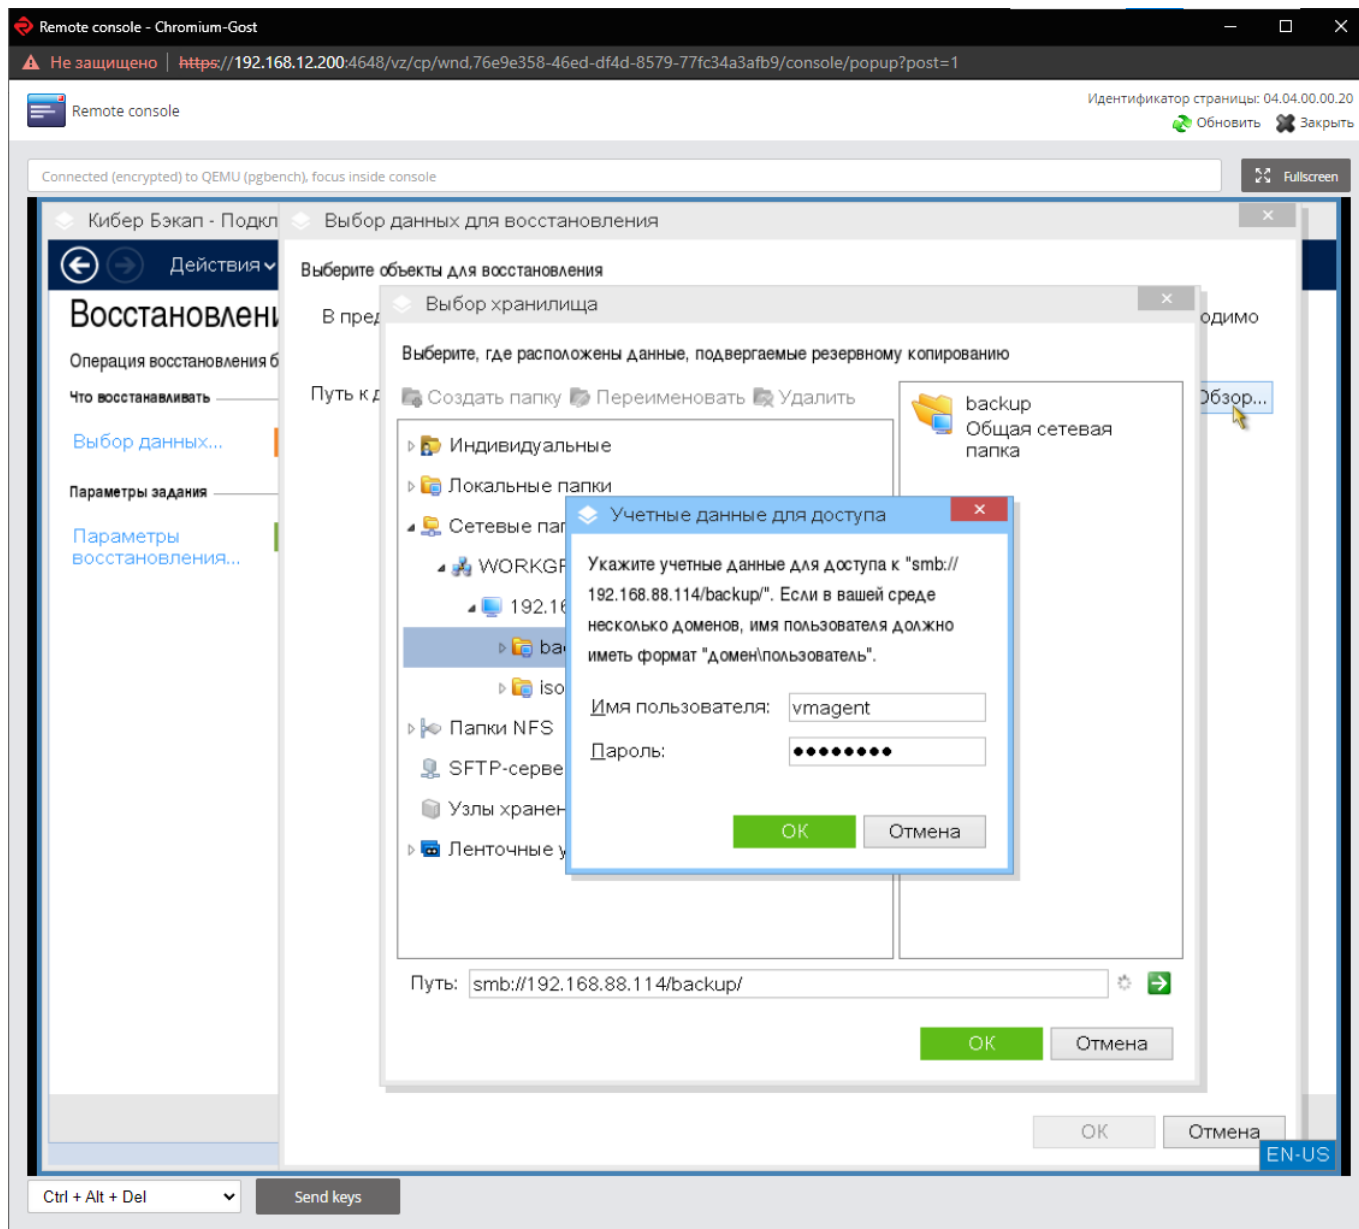 Remote console - Chromium-Gost
Не защищено | https://192.168.12.200:4648/vz/cp/wnd,76e9e358-46ed-df4d-8579-77fc34a3afb9/console/popup?post=1
Remote console
Идентификатор страницы: 04.04.00.00.20
Обновить Закрыть
Connected (encrypted) to QEMU (pgbench), focus inside console
Fullscreen
Кибер Бэкап - Подкл
Выбор данных для восстановления
Действия
Выберите объекты для восстановления
Восстановлени
В пред
одимо
Выбор хранилища
Операция восстановления б
Выберите, где расположены данные, подвергаемые резервному копированию
Что восстанавливать
Путь к д
Создать папку Переименовать Удалить
Обзор...
Выбор данных...
backup
Общая сетевая
папка
Индивидуальные
Параметры задания
Локальные папки
Параметры
восстановления...
Сетевые пап
WORKGF
192.16
ba
iso
Папки NFS
SFTP-серве
Узлы хранен
Ленточные у
Учетные данные для доступа
Укажите учетные данные для доступа к "smb://
192.168.88.114/backup/". Если в вашей среде
несколько доменов, имя пользователя должно
иметь формат "домен\пользователь".
Имя пользователя: vmagent
Пароль: ●●●●●●●●
OK Отмена
Путь: smb://192.168.88.114/backup/
OK Отмена
OK Отмена
EN-US
Ctrl + Alt + Del
Send keys